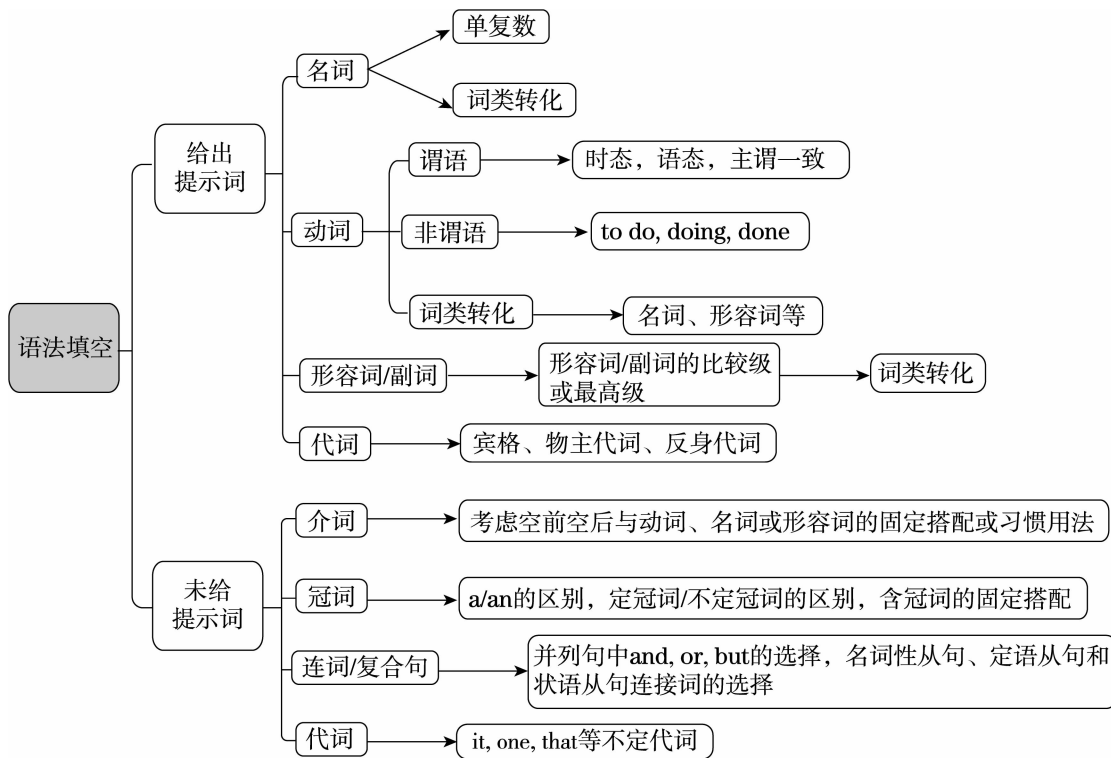 语法填空
给出
提示词
名词
单复数
词类转化
动词
谓语
时态，语态，主谓一致
非谓语
to do, doing, done
词类转化
名词、形容词等
形容词/副词
形容词/副词的比较级
或最高级
词类转化
代词
宾格、物主代词、反身代词
未给
提示词
介词
考虑空前空后与动词、名词或形容词的固定搭配或习惯用法
冠词
a/an的区别，定冠词/不定冠词的区别，含冠词的固定搭配
连词/复合句
并列句中and, or, but的选择，名词性从句、定语从句和
状语从句连接词的选择
代词
it, one, that等不定代词